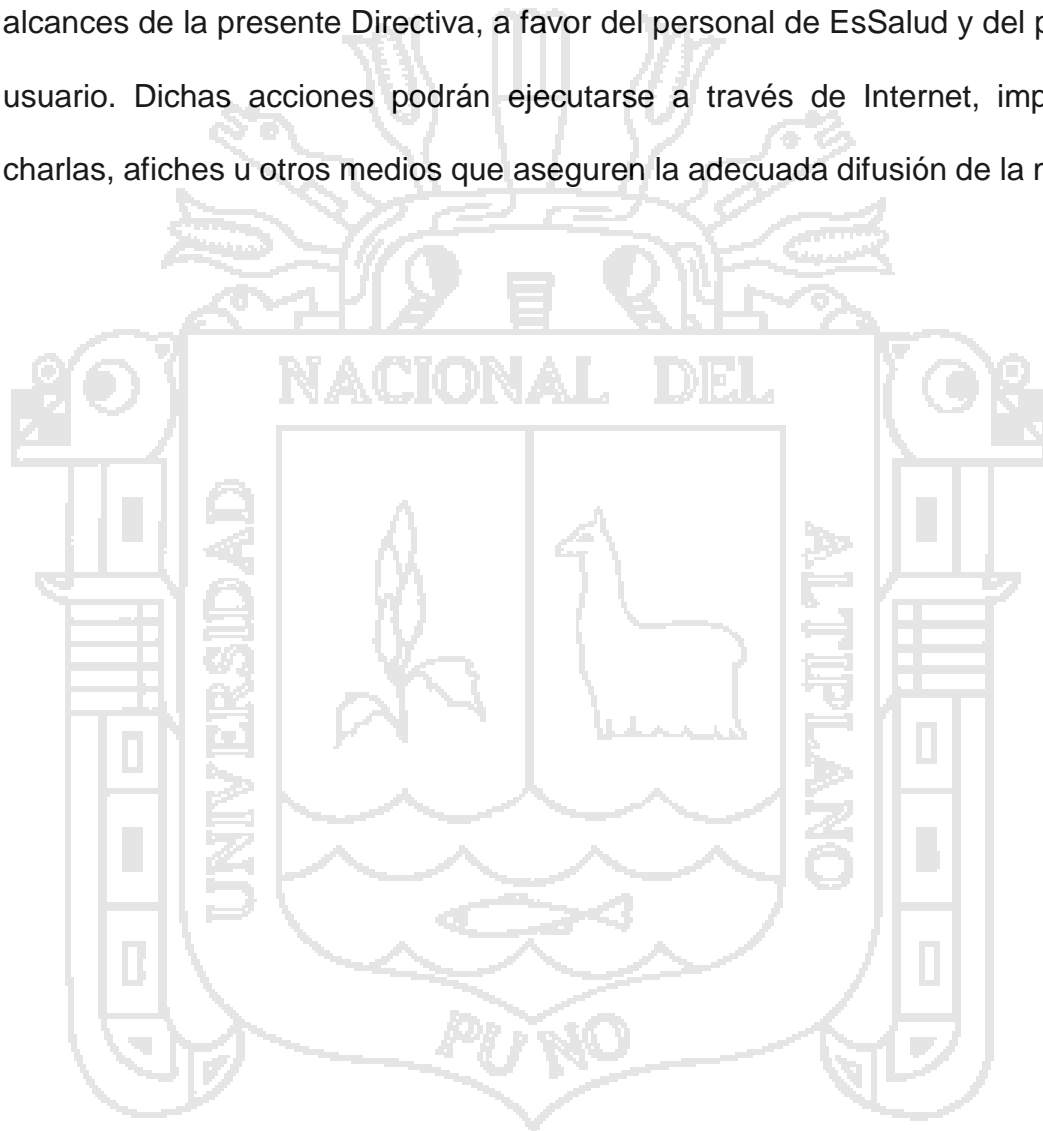 alcances de la presente Directiva, a favor del personal de EsSalud y del
usuario. Dichas acciones podrán ejecutarse a través de Internet,
charlas, afiches u otros medios que aseguren la adecuada difusión de la
NACIONAL DEL
UNIVERSIDAD
ALTIPLANO
PUNO